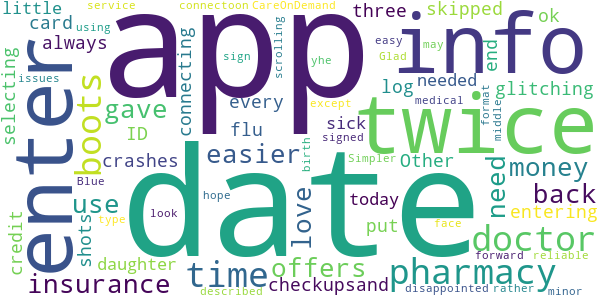 little
service
connectoon
CareOnDemand
card
using
always
app
sign
yhe
scrolling
three
skipped
easy
may
ok
info
end
Glad
selecting
enter
boots
issues
gave
ID
connecting
every
flu
log
needed
glitching
except
medical
format
middle
crashes
easier
sick
signed
twice
Other
need
money
Blue
use
shots
look
date
birth
love
Simpler
today
back
entering
type
hope
put
face
doctor
credit
daughter
time
offers
pharmacy
forward
reliable
insurance
described
checkupsand
disappointed
rather
minor